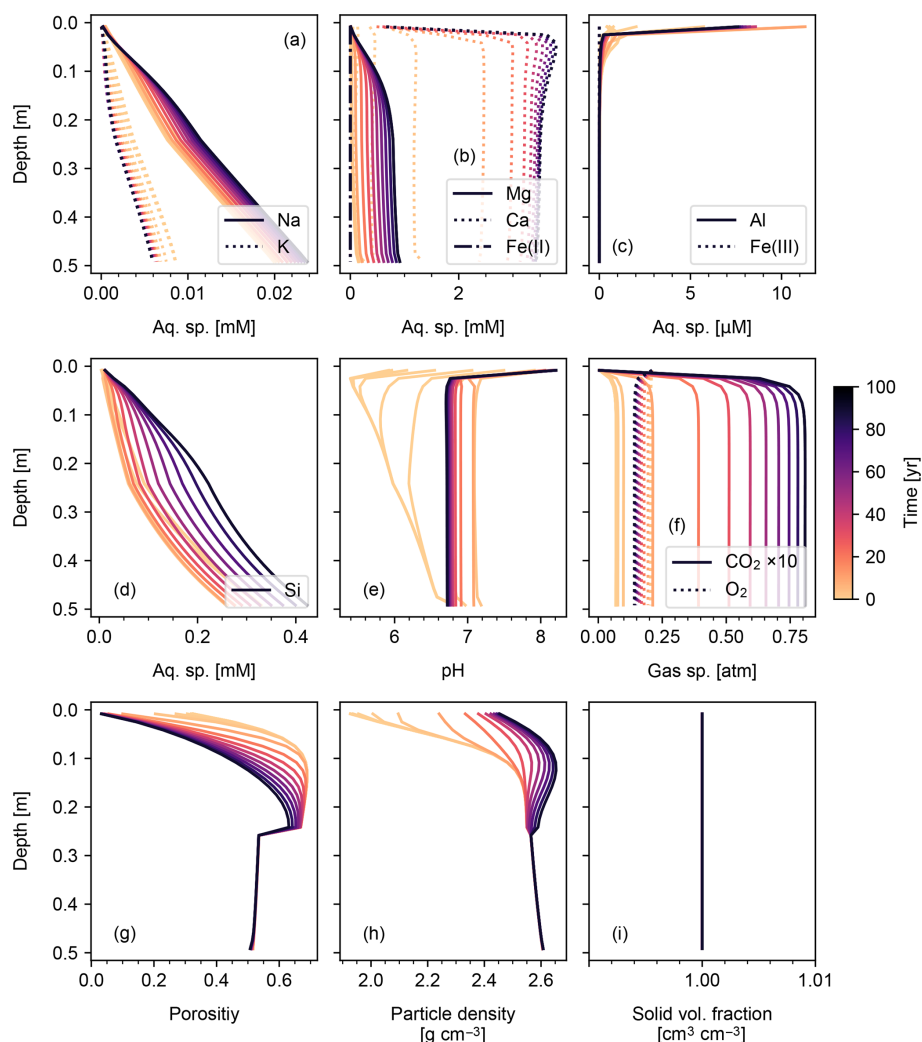 0.0
0.1
0.2
0.3
0.4
0.5
Depth [m]
(a)
Na
K
0.00 0.01 0.02
Aq. sp. [mM]
(b)
Mg
Ca
Fe(II)
0 2
Aq. sp. [mM]
(c)
Al
Fe(III)
0 5 10
Aq. sp. [μM]
0.0
0.1
0.2
0.3
0.4
0.5
Depth [m]
(d)
Si
0.0 0.2 0.4
Aq. sp. [mM]
(e)
6 7 8
pH
(f)
CO₂ ×10
O₂
0.00 0.25 0.50 0.75
Gas sp. [atm]
100
80
60
40
20
0
Time [yr]
0.0
0.1
0.2
0.3
0.4
0.5
Depth [m]
(g)
0.0 0.2 0.4 0.6
Porositiy
(h)
2.0 2.2 2.4 2.6
Particle density
[g cm⁻³]
(i)
1.00 1.01
Solid vol. fraction
[cm³ cm⁻³]